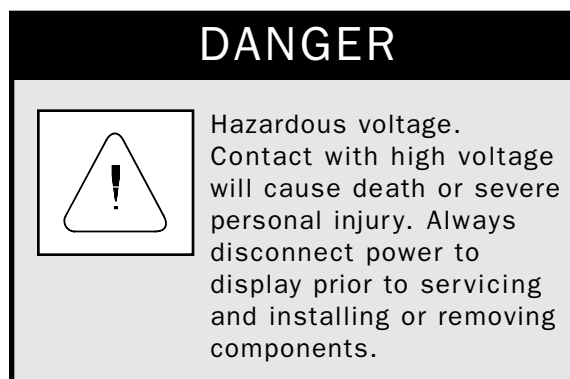 DANGER
!
Hazardous voltage.
Contact with high voltage
will cause death or severe
personal injury. Always
disconnect power to
display prior to servicing
and installing or removing
components.